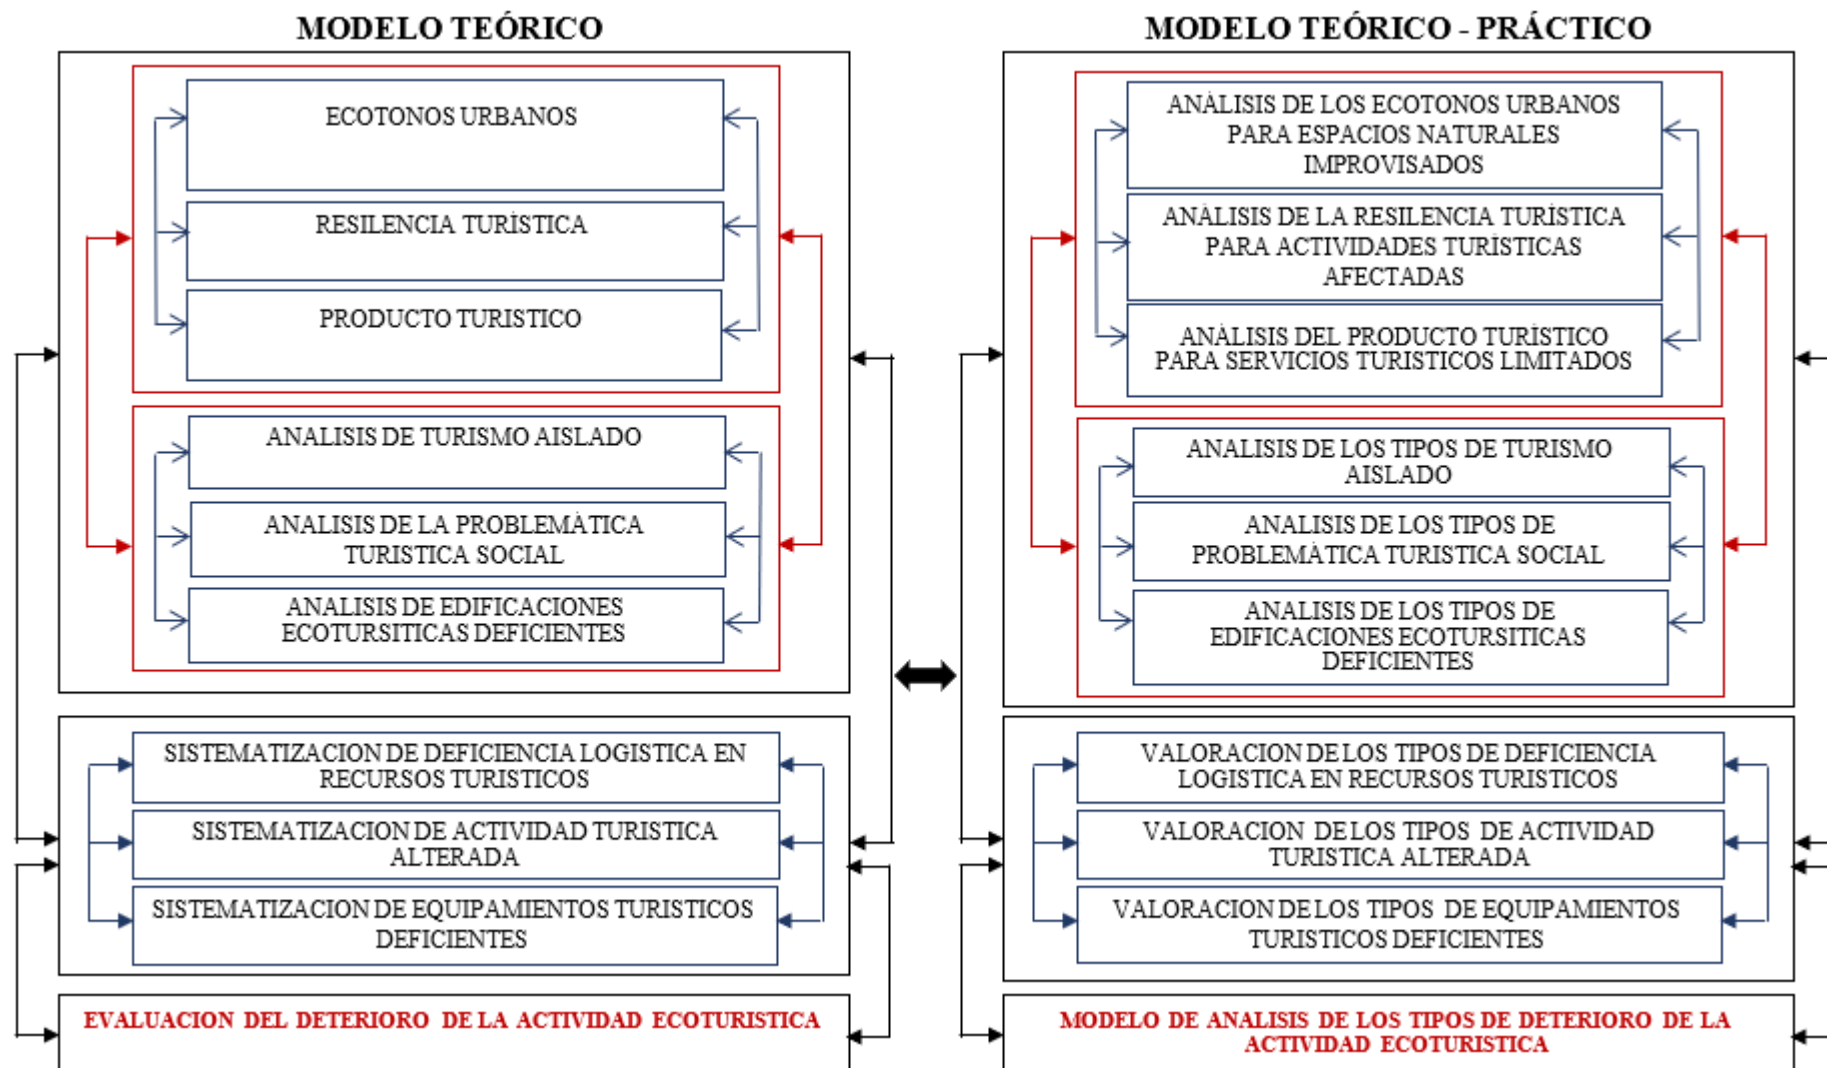 MODELO TEÓRICO
ECOTONOS URBANOS
RESILENCIA TURÍSTICA
PRODUCTO TURISTICO
ANALISIS DE TURISMO AISLADO
ANALISIS DE LA PROBLEMÁTICA
TURISTICA SOCIAL
ANALISIS DE EDIFICACIONES
ECOTURSITICAS DEFICIENTES
SISTEMATIZACION DE DEFICIENCIA LOGISTICA EN
RECURSOS TURISTICOS
SISTEMATIZACION DE ACTIVIDAD TURISTICA
ALTERADA
SISTEMATIZACION DE EQUIPAMIENTOS TURISTICOS
DEFICIENTES
EVALUACION DEL DETERIORO DE LA ACTIVIDAD ECOTURISTICA
MODELO TEÓRICO - PRÁCTICO
ANÁLISIS DE LOS ECOTONOS URBANOS
PARA ESPACIOS NATURALES
IMPROVISADOS
ANÁLISIS DE LA RESILENCIA TURÍSTICA
PARA ACTIVIDADES TURÍSTICAS
AFECTADAS
ANÁLISIS DEL PRODUCTO TURÍSTICO
PARA SERVICIOS TURISTICOS LIMITADOS
ANALISIS DE LOS TIPOS DE TURISMO
AISLADO
ANALISIS DE LOS TIPOS DE
PROBLEMÁTICA TURISTICA SOCIAL
ANALISIS DE LOS TIPOS DE
EDIFICACIONES ECOTURSITICAS
DEFICIENTES
VALORACION DE LOS TIPOS DE DEFICIENCIA
LOGISTICA EN RECURSOS TURISTICOS
VALORACION DE LOS TIPOS DE ACTIVIDAD
TURISTICA ALTERADA
VALORACION DE LOS TIPOS DE EQUIPAMIENTOS
TURISTICOS DEFICIENTES
MODELO DE ANALISIS DE LOS TIPOS DE DETERIORO DE LA
ACTIVIDAD ECOTURISTICA